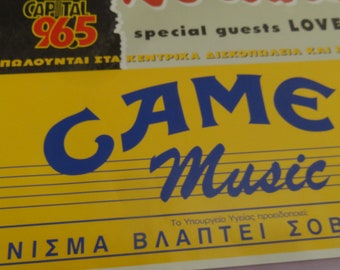 CAPITAL
96.5
special guests LOVE
ΠΩΛΟΥΝΤΑΙ ΣΤΑ ΚΕΝΤΡΙΚΑ ΔΙΣΚΟΠΩΛΕΙΑ ΚΑΙ
CAME
Music
Το Υπουργείο Υγείας προειδοποιεί:
ΝΙΣΜΑ ΒΛΑΠΤΕΙ ΣΟΒ